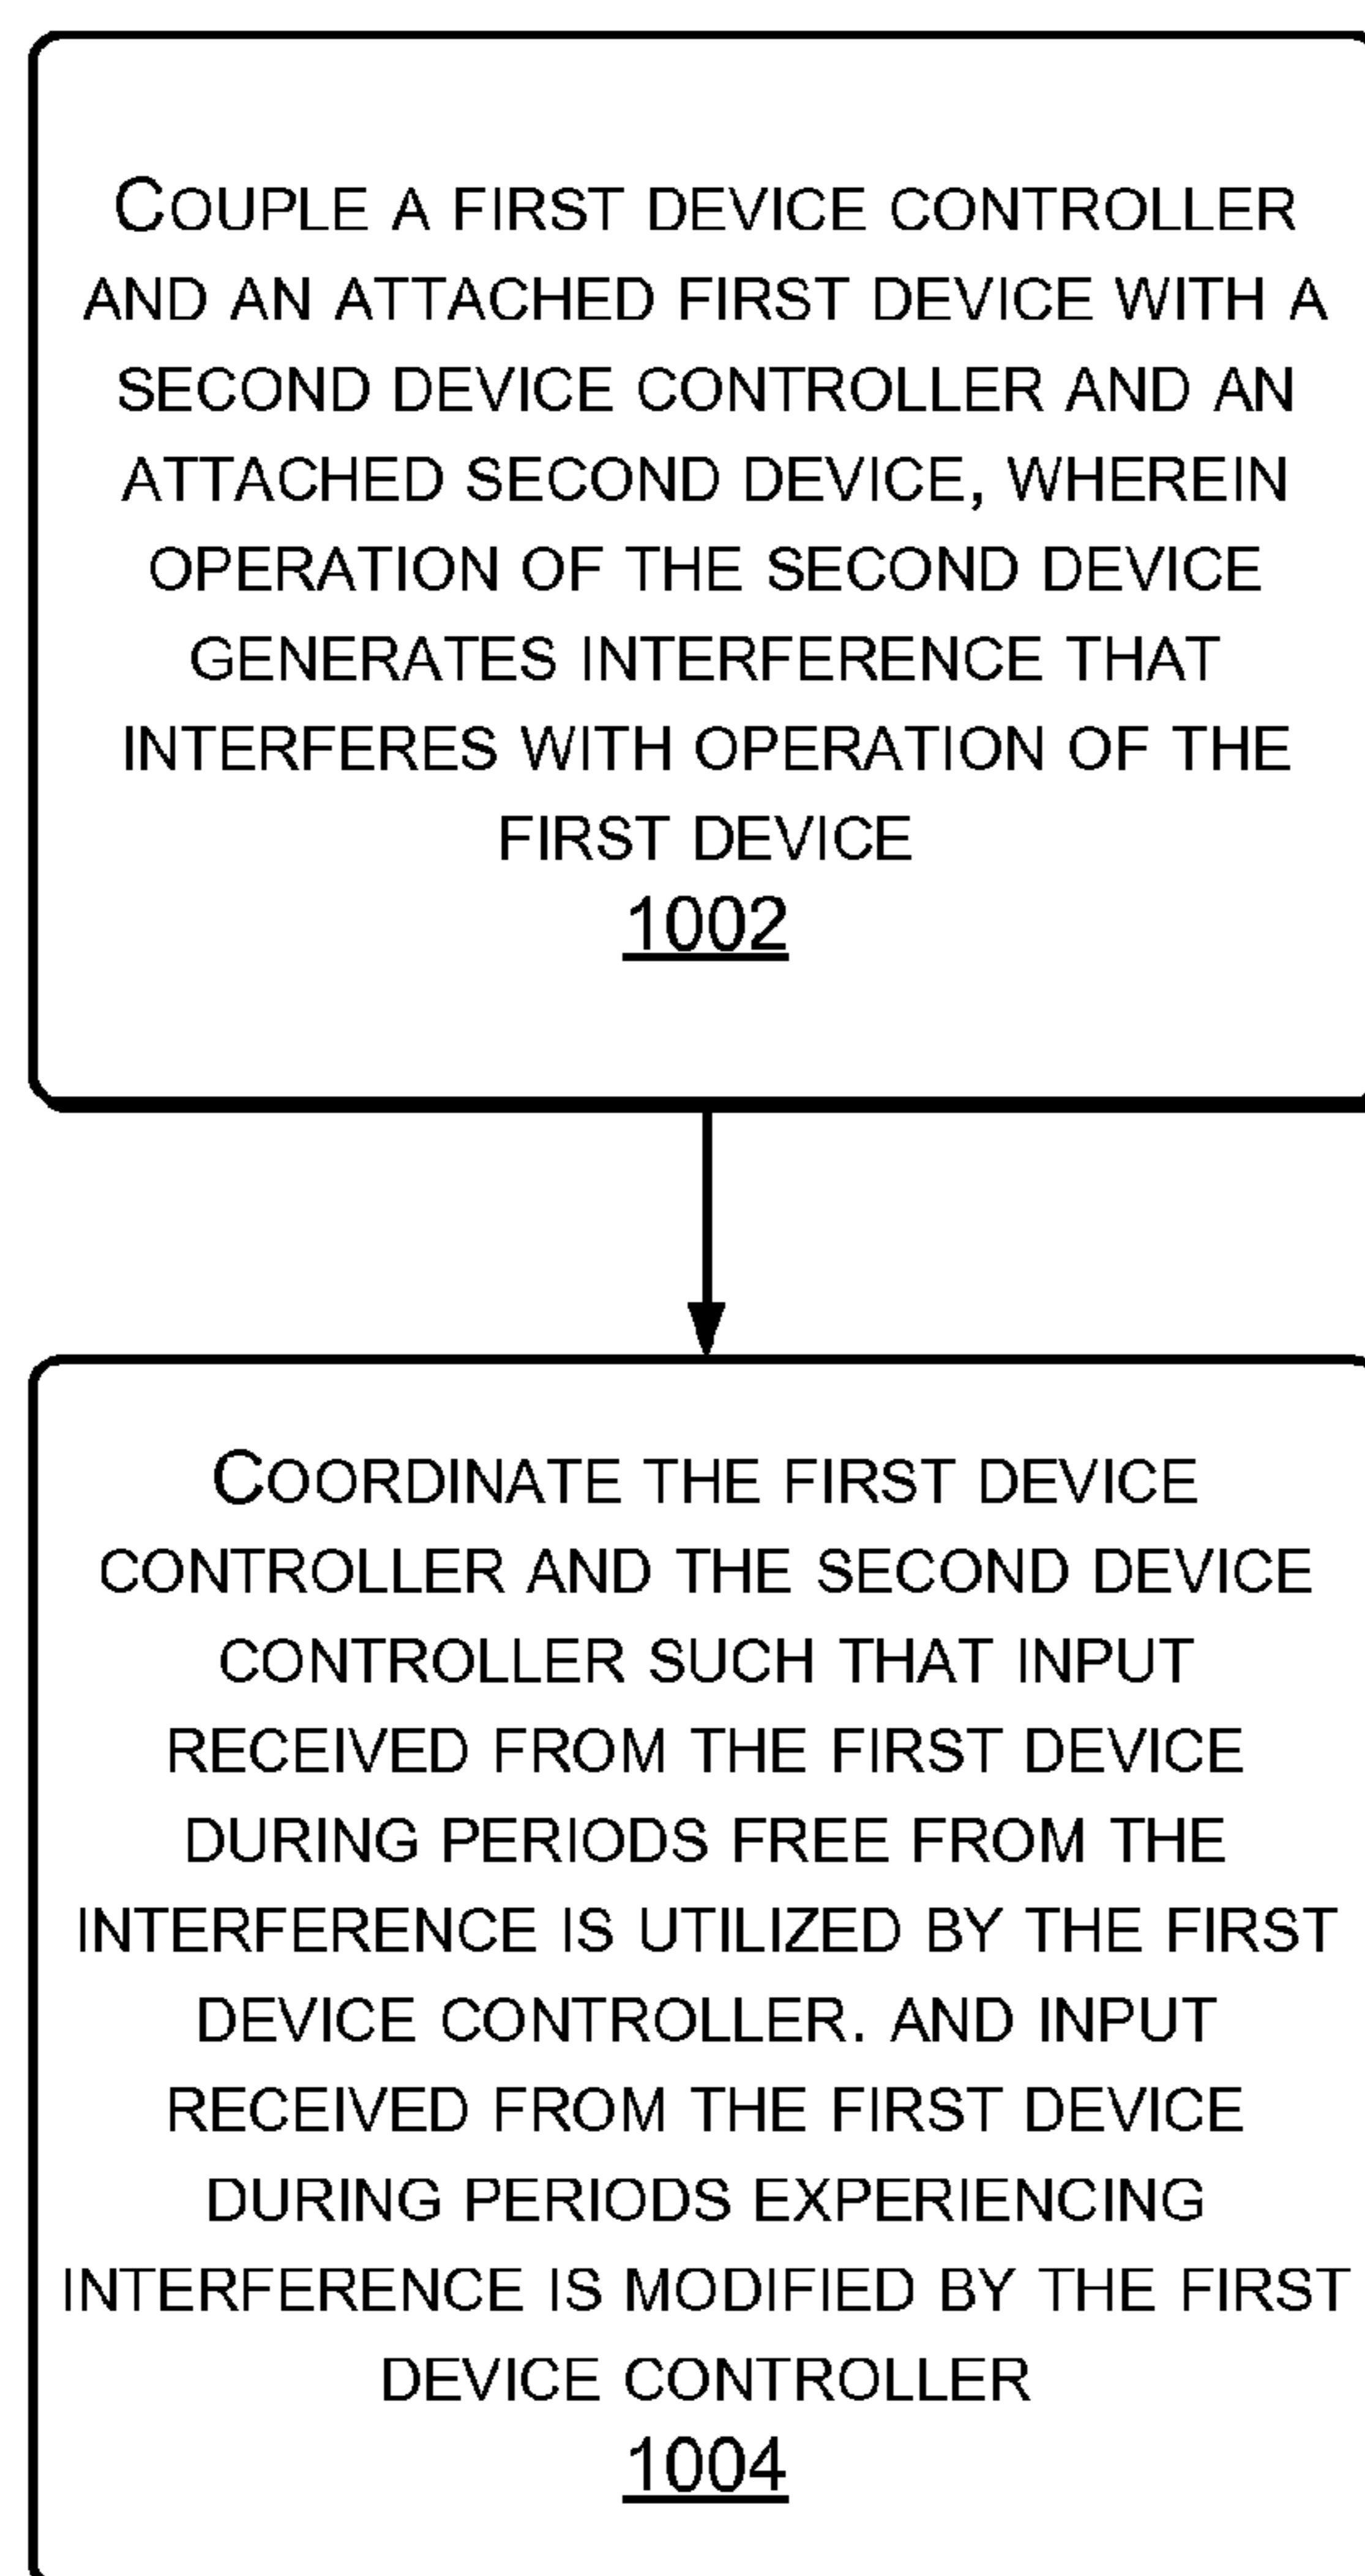 COUPLE A FIRST DEVICE CONTROLLER
AND AN ATTACHED FIRST DEVICE WITH A
SECOND DEVICE CONTROLLER AND AN
ATTACHED SECOND DEVICE, WHEREIN
OPERATION OF THE SECOND DEVICE
GENERATES INTERFERENCE THAT
INTERFERES WITH OPERATION OF THE
FIRST DEVICE
1002
COORDINATE THE FIRST DEVICE
CONTROLLER AND THE SECOND DEVICE
CONTROLLER SUCH THAT INPUT
RECEIVED FROM THE FIRST DEVICE
DURING PERIODS FREE FROM THE
INTERFERENCE IS UTILIZED BY THE FIRST
DEVICE CONTROLLER. AND INPUT
RECEIVED FROM THE FIRST DEVICE
DURING PERIODS EXPERIENCING
INTERFERENCE IS MODIFIED BY THE FIRST
DEVICE CONTROLLER
1004